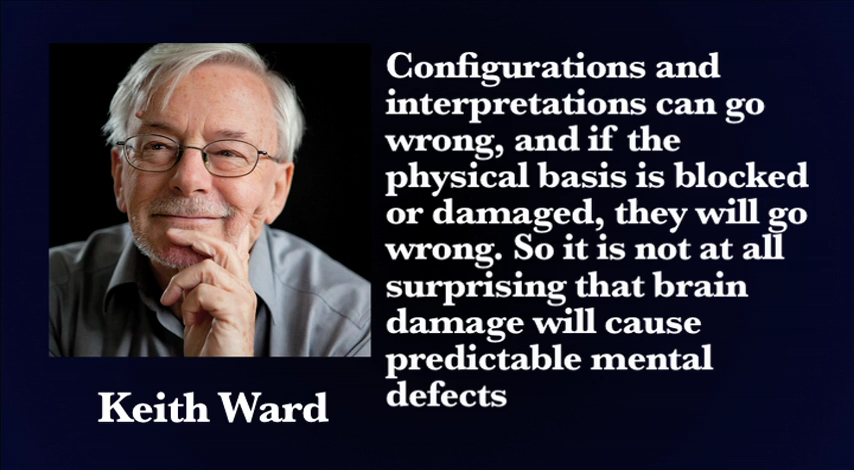 Configurations and
interpretations can go
wrong, and if the
physical basis is blocked
or damaged, they will go
wrong. So it is not at all
surprising that brain
damage will cause
predictable mental
defects
Keith Ward